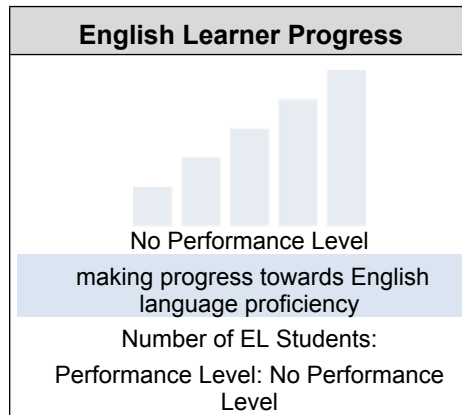 English Learner Progress
No Performance Level
making progress towards English
language proficiency
Number of EL Students:
Performance Level: No Performance
Level